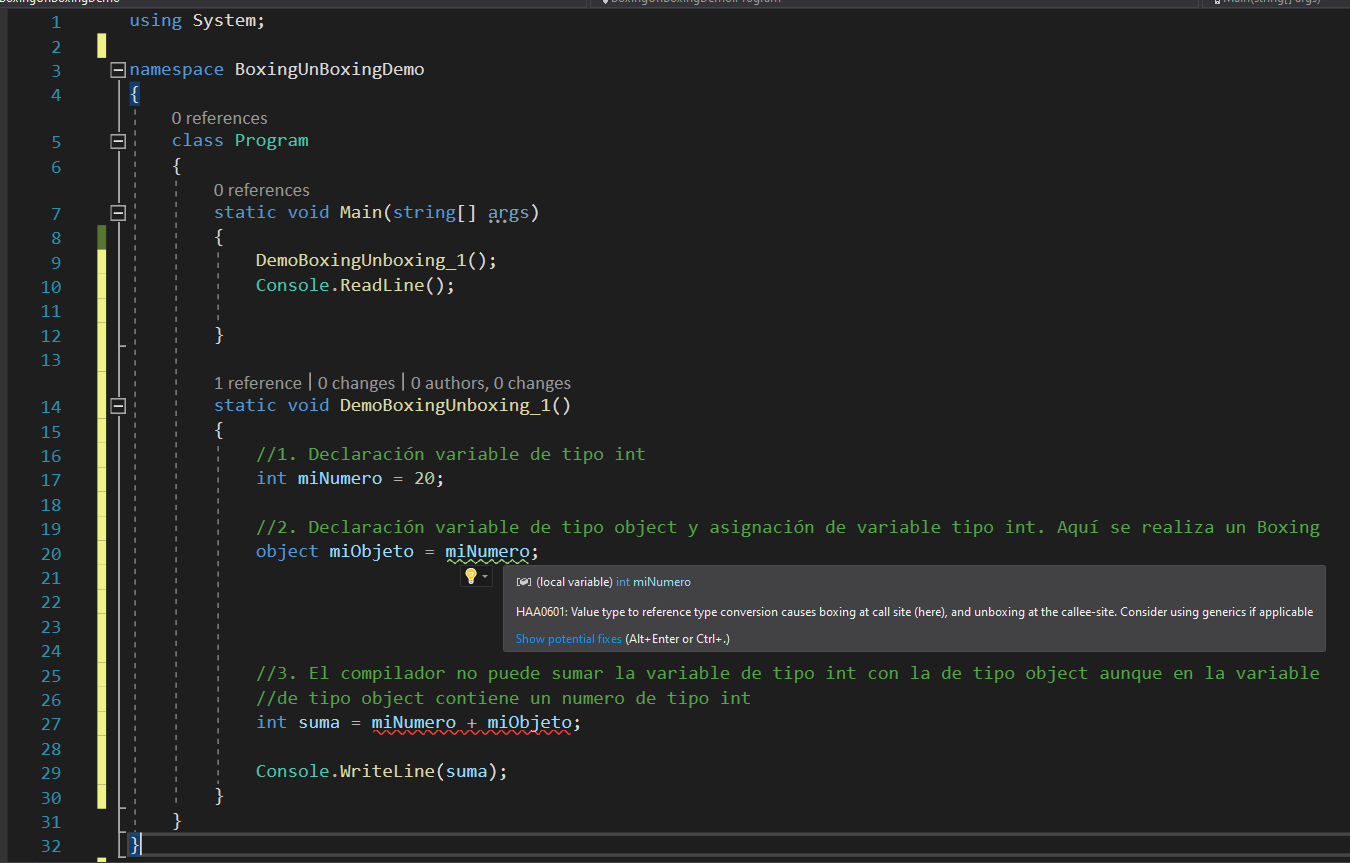 1 using System;
2
3 namespace BoxingUnBoxingDemo
4 {
0 references
5 class Program
6 {
0 references
7 static void Main(string[] args)
8 {
9 DemoBoxingUnboxing_1();
10 Console.ReadLine();
11
12 }
13
1 reference | 0 changes | 0 authors, 0 changes
14 static void DemoBoxingUnboxing_1()
15 {
16 //1. Declaración variable de tipo int
17 int miNumero = 20;
18
19 //2. Declaración variable de tipo object y asignación de variable tipo int. Aquí se realiza un Boxing
20 object miObjeto = miNumero;
21 (local variable) int miNumero
22 HAA0601: Value type to reference type conversion causes boxing at call site (here), and unboxing at the callee-site. Consider using generics if applicable
23 Show potential fixes (Alt+Enter or Ctrl+.)
24
25 //3. El compilador no puede sumar la variable de tipo int con la de tipo object aunque en la variable
26 //de tipo object contiene un numero de tipo int
27 int suma = miNumero + miObjeto;
28
29 Console.WriteLine(suma);
30 }
31 }
32 }